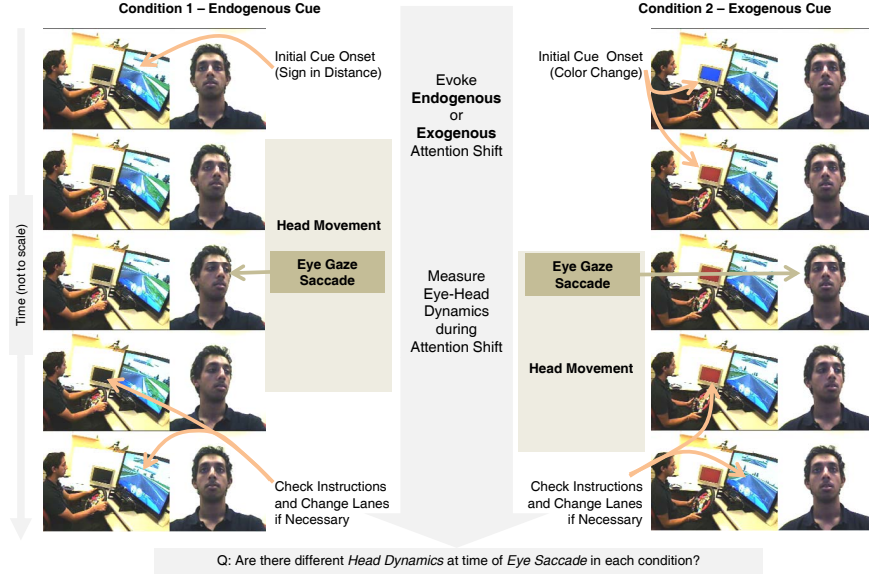 Condition 1 – Endogenous Cue
Initial Cue Onset
(Sign in Distance)
Head Movement
Eye Gaze
Saccade
Check Instructions
and Change Lanes
if Necessary
Time (not to scale)
Evoke
Endogenous
or
Exogenous
Attention Shift
Measure
Eye-Head
Dynamics
during
Attention Shift
Condition 2 – Exogenous Cue
Initial Cue Onset
(Color Change)
Eye Gaze
Saccade
Head Movement
Check Instructions
and Change Lanes
if Necessary
Q: Are there different Head Dynamics at time of Eye Saccade in each condition?